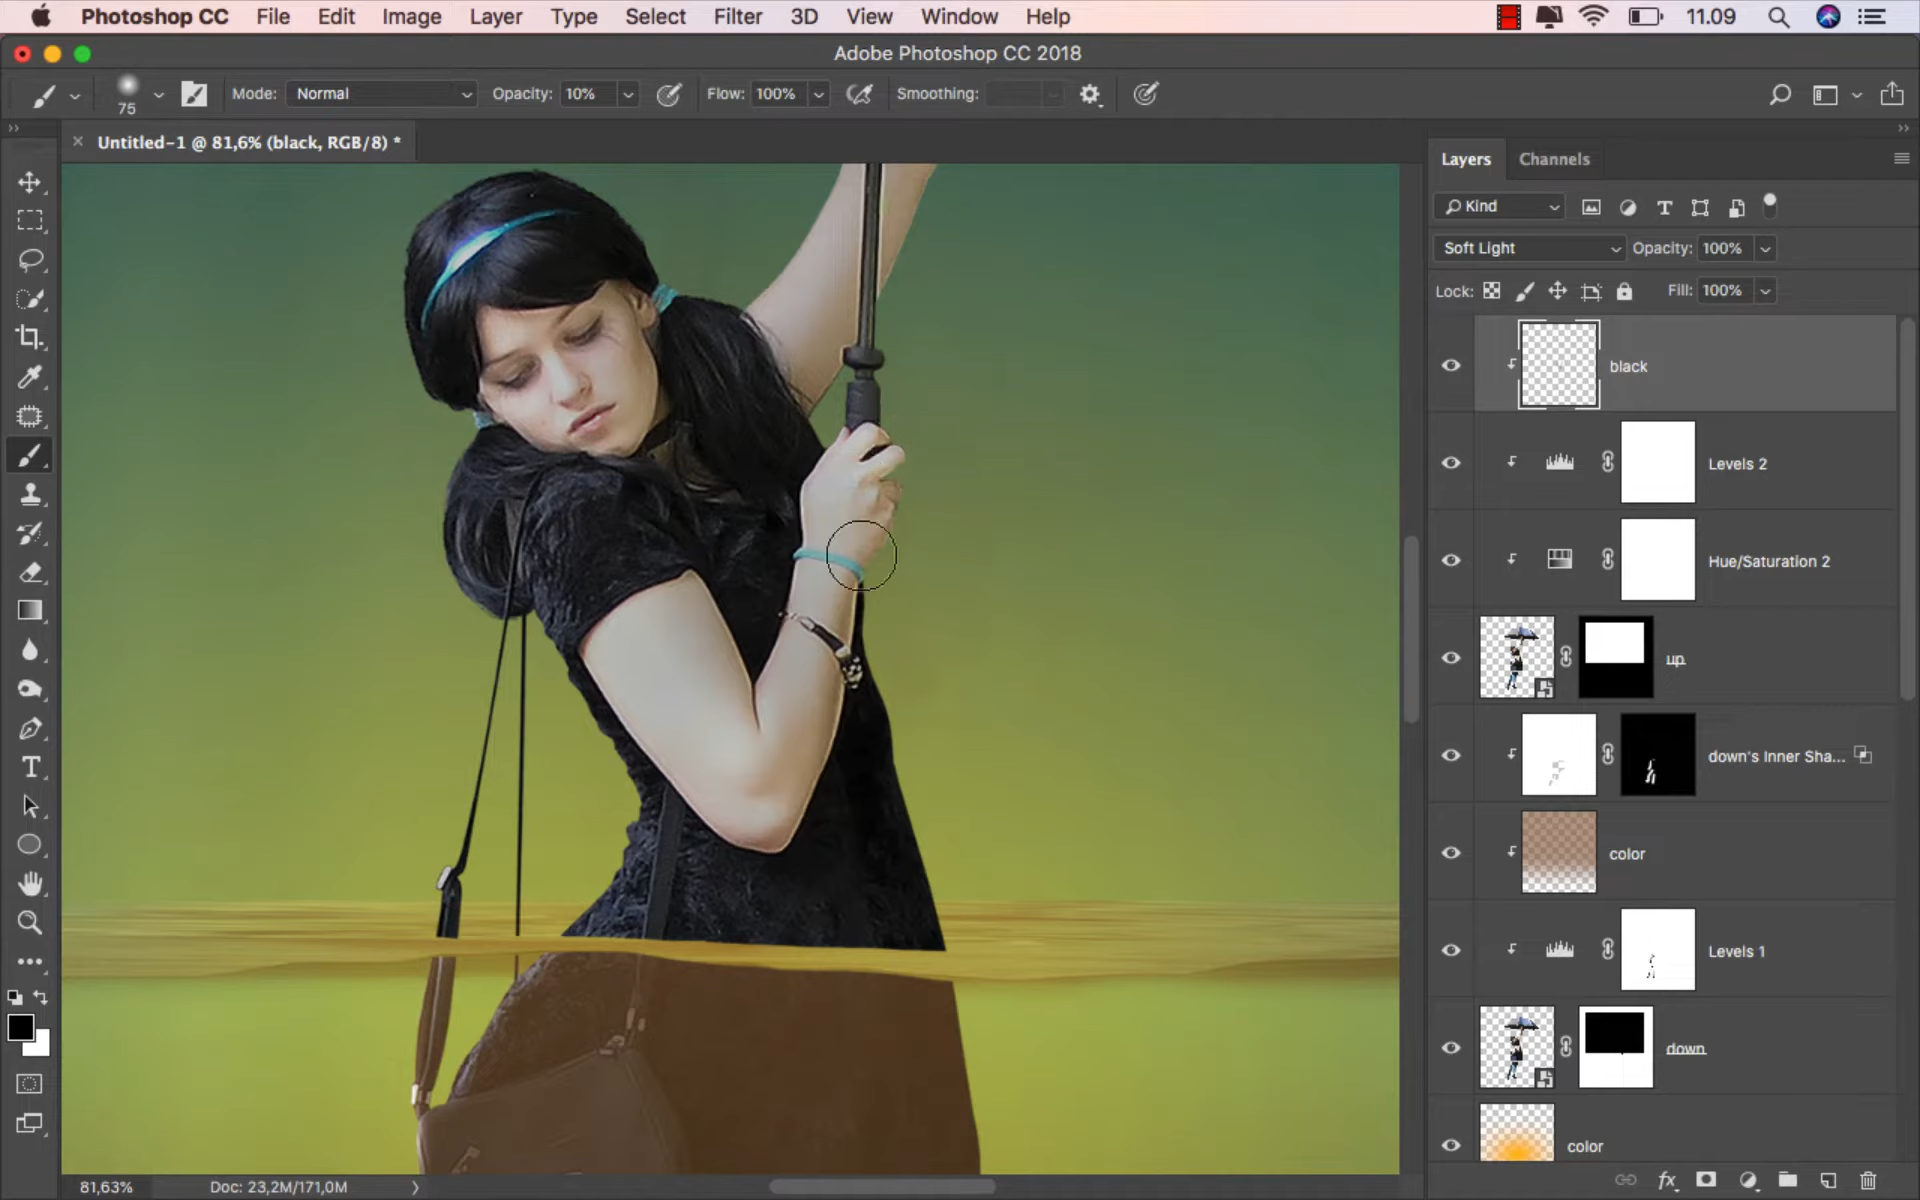 Photoshop CC File Edit Image Layer Type Select Filter 3D View Window Help 11.09
Adobe Photoshop CC 2018
75 Mode: Normal Opacity: 10% Flow: 100% Smoothing:
Untitled-1 @ 81,6% (black, RGB/8) *
Layers Channels
Kind
Soft Light Opacity: 100%
Lock: Fill: 100%
black
Levels 2
Hue/Saturation 2
up
down's Inner Sha...
color
Levels 1
down
color
81,63% Doc: 23,2M/171,0M